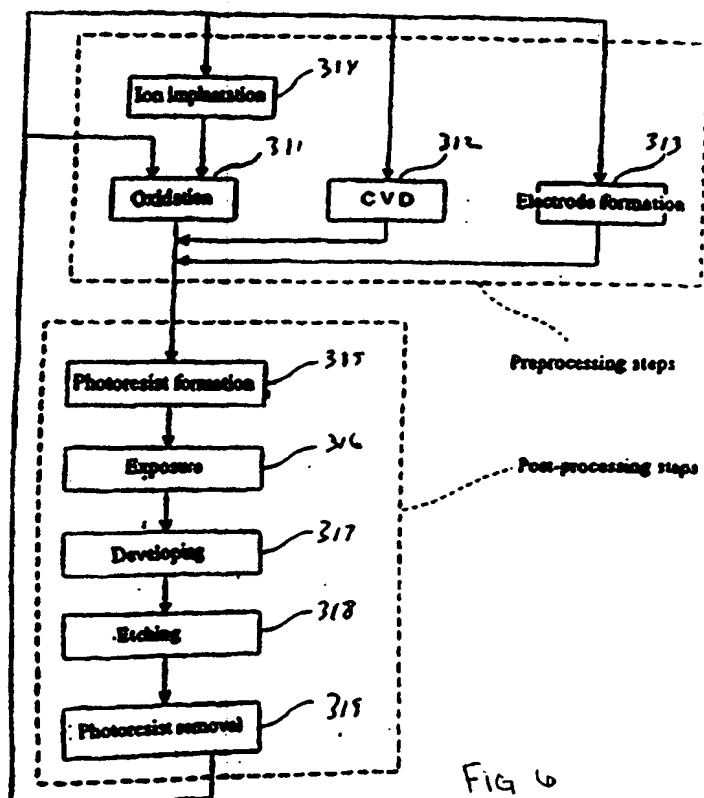 Ion implantation
314
311
312
313
Oxidation
CVD
Electrode formation
Preprocessing steps
Photoresist formation
315
Exposure
316
Post-processing steps
Developing
317
Etching
318
Photoresist removal
319
FIG 6